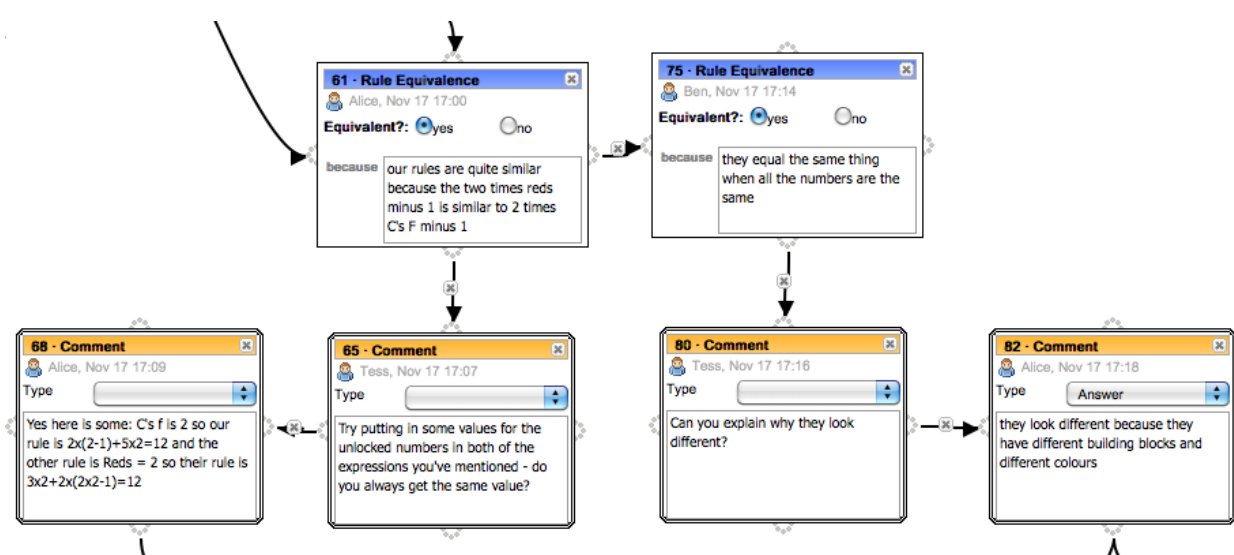 61 - Rule Equivalence
Alice, Nov 17 17:00
Equivalent?: yes no
because
our rules are quite similar
because the two times reds
minus 1 is similar to 2 times
C's F minus 1
75 - Rule Equivalence
Ben, Nov 17 17:14
Equivalent?: yes no
because
they equal the same thing
when all the numbers are the
same
68 - Comment
Alice, Nov 17 17:09
Type
Yes here is some: C's f is 2 so our
rule is 2x(2-1)+5x2=12 and the
other rule is Reds = 2 so their rule is
3x2+2x(2x2-1)=12
65 - Comment
Tess, Nov 17 17:07
Type
Try putting in some values for the
unlocked numbers in both of the
expressions you've mentioned - do
you always get the same value?
80 - Comment
Tess, Nov 17 17:16
Type
Can you explain why they look
different?
82 - Comment
Alice, Nov 17 17:18
Type Answer
they look different because they
have different building blocks and
different colours